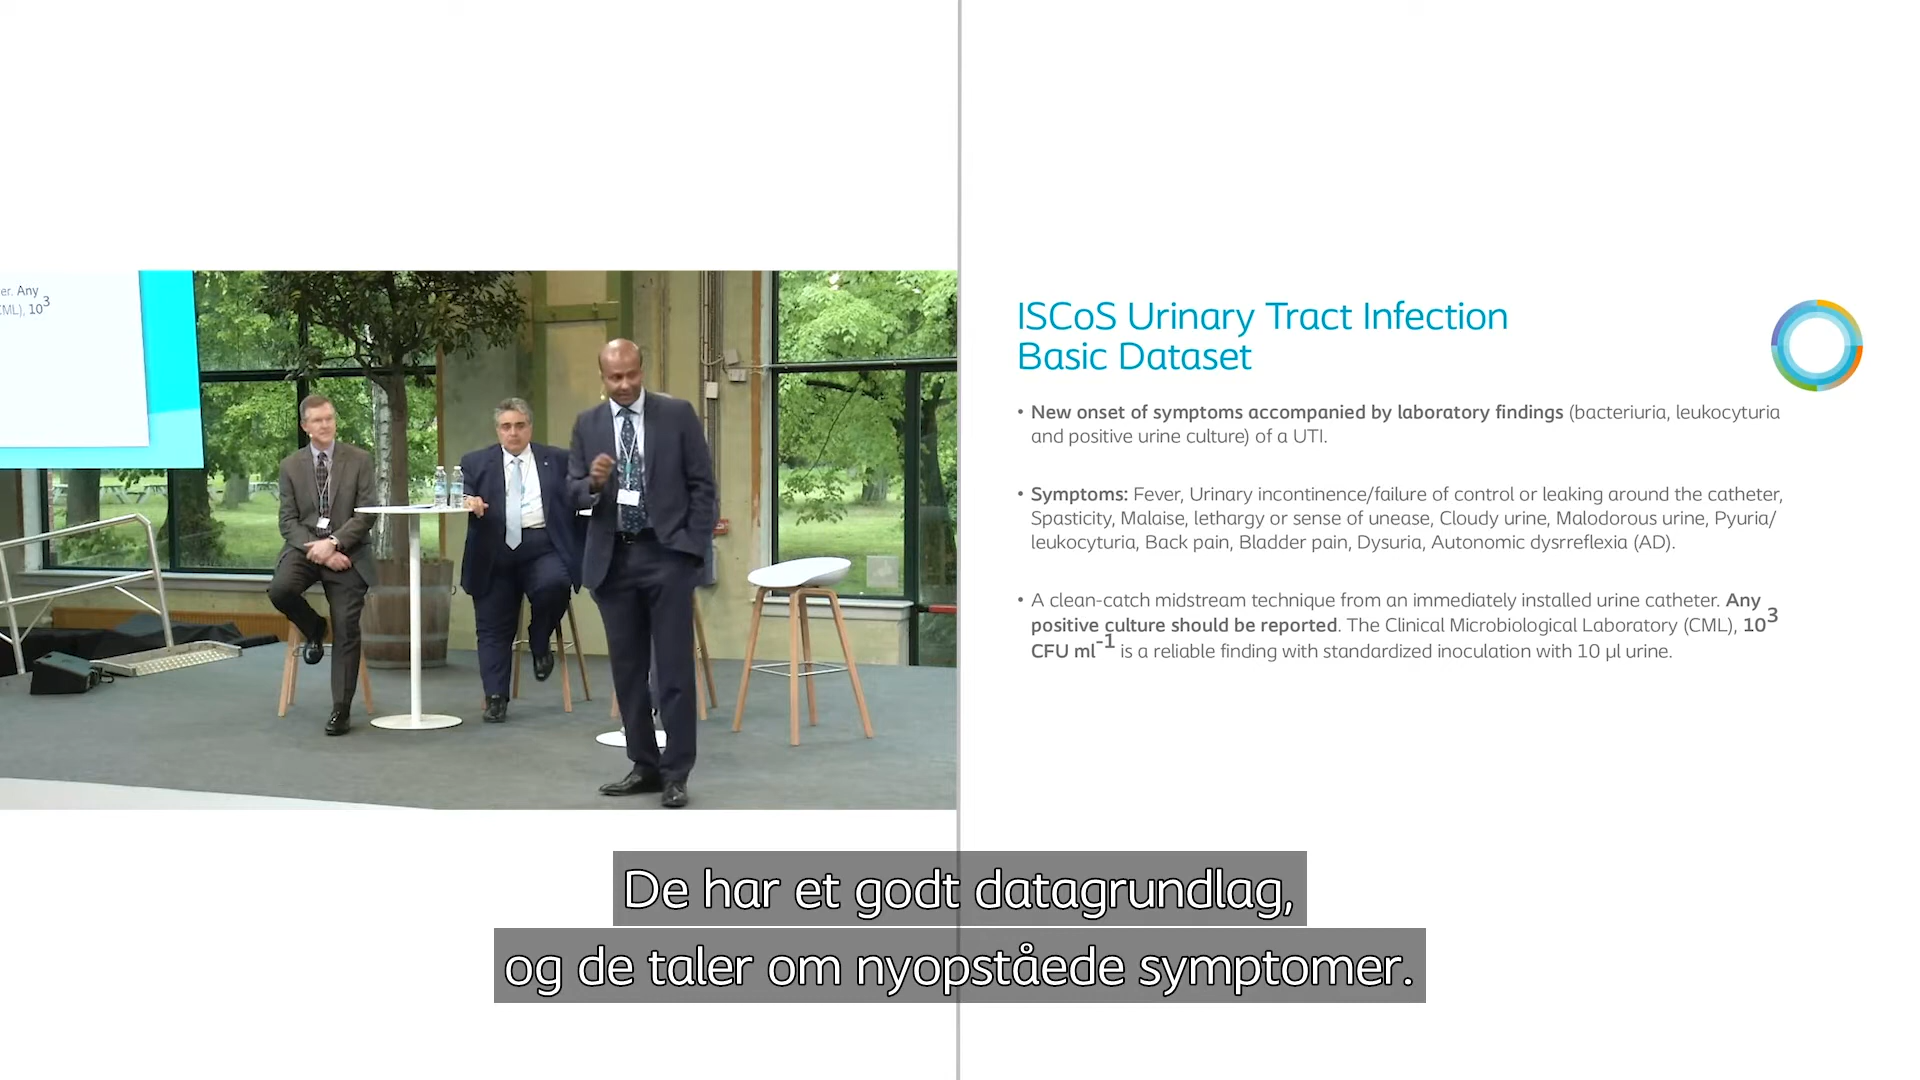 er. Any
CML), 10³
ISCoS Urinary Tract Infection
Basic Dataset
• New onset of symptoms accompanied by laboratory findings (bacteriuria, leukocyturia
and positive urine culture) of a UTI.
• Symptoms: Fever, Urinary incontinence/failure of control or leaking around the catheter,
Spasticity, Malaise, lethargy or sense of unease, Cloudy urine, Malodorous urine, Pyuria/
leukocyturia, Back pain, Bladder pain, Dysuria, Autonomic dysrreflexia (AD).
• A clean-catch midstream technique from an immediately installed urine catheter. Any
positive culture should be reported. The Clinical Microbiological Laboratory (CML), 10³
CFU ml⁻¹ is a reliable finding with standardized inoculation with 10 µl urine.
De har et godt datagrundlag,
og de taler om nyopståede symptomer.